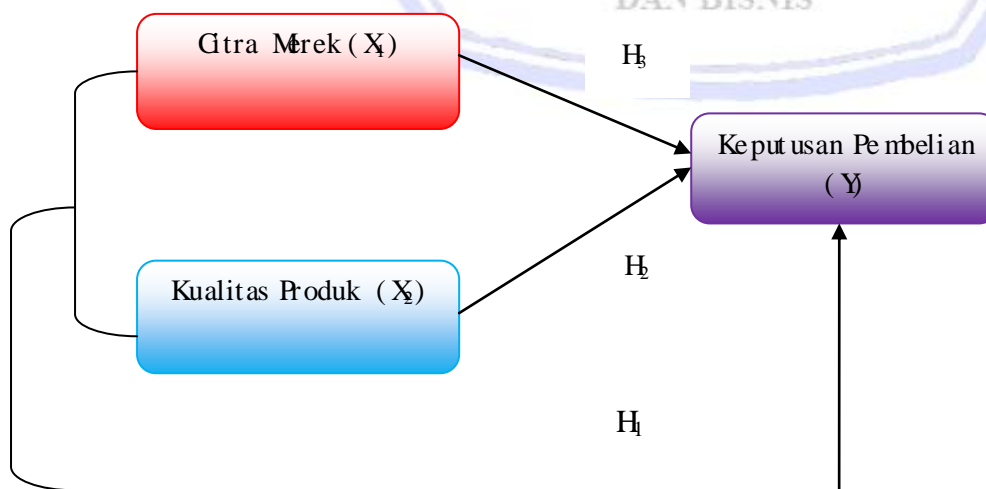 DAN BISNIS
Citra Merek (X₁)
H₃
Keputusan Pembelian
(Y)
H₂
Kualitas Produk (X₂)
H₁